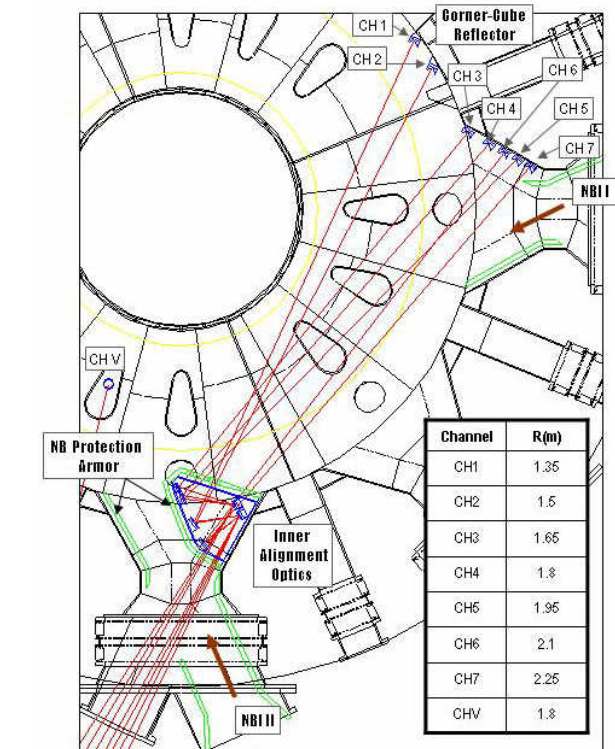 Corner-Cube
Reflector
CH 1
CH 2
CH 3
CH 6
CH 4
CH 5
CH 7
NBI I
CH V
NB Protection
Armor
Inner
Alignment
Optics
NBI II
Channel R(m)
CH1 1.35
CH2 1.5
CH3 1.65
CH4 1.8
CH5 1.95
CH6 2.1
CH7 2.25
CHV 1.8